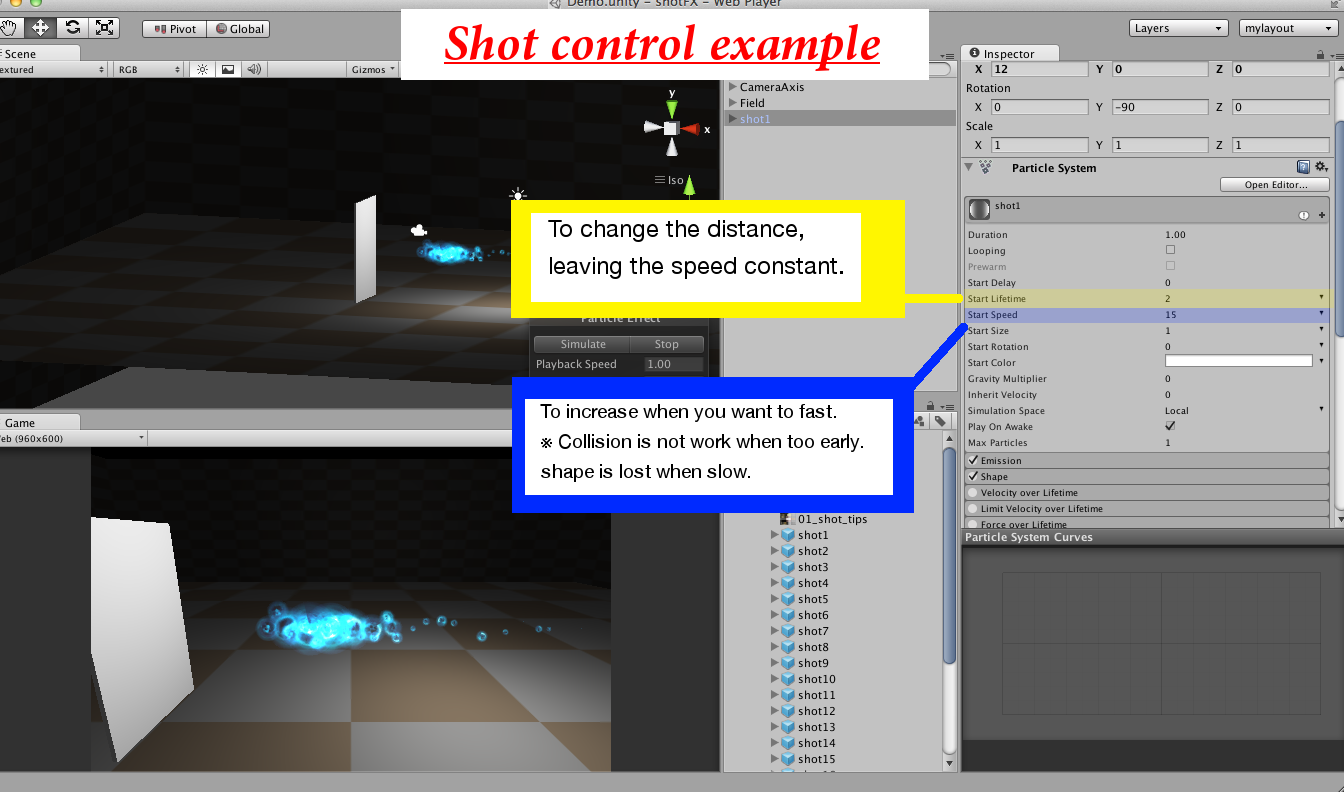 Demo.unity - shotFX - Web Player
Shot control example
Pivot
Global
Layers
mylayout
Scene
RGB
Gizmos
y
x
Iso
CameraAxis
Field
shot1
To change the distance,
leaving the speed constant.
Particle Effect
Simulate
Stop
Playback Speed
1.00
To increase when you want to fast.
※ Collision is not work when too early.
shape is lost when slow.
Game
(960x600)
01_shot_tips
shot1
shot2
shot3
shot4
shot5
shot6
shot7
shot8
shot9
shot10
shot11
shot12
shot13
shot14
shot15
Inspector
X 12 Y 0 Z 0
Rotation
X 0 Y -90 Z 0
Scale
X 1 Y 1 Z 1
Particle System
Open Editor...
shot1
Duration 1.00
Looping
Prewarm
Start Delay 0
Start Lifetime 2
Start Speed 15
Start Size 1
Start Rotation 0
Start Color
Gravity Multiplier 0
Inherit Velocity 0
Simulation Space Local
Play On Awake
Max Particles 1
Emission
Shape
Velocity over Lifetime
Limit Velocity over Lifetime
Force over Lifetime
Particle System Curves